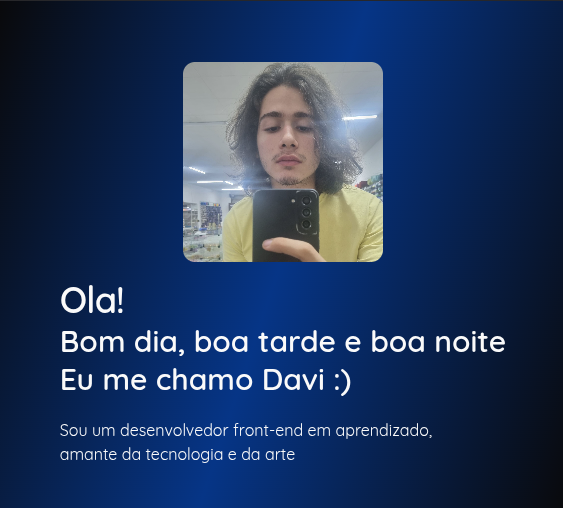 Ola!
Bom dia, boa tarde e boa noite
Eu me chamo Davi :)
Sou um desenvolvedor front-end em aprendizado,
amante da tecnologia e da arte